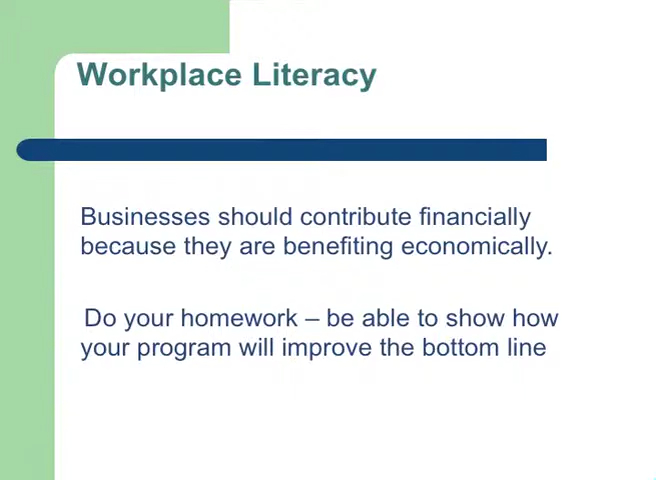 Workplace Literacy
Businesses should contribute financially
because they are benefiting economically.
Do your homework – be able to show how
your program will improve the bottom line